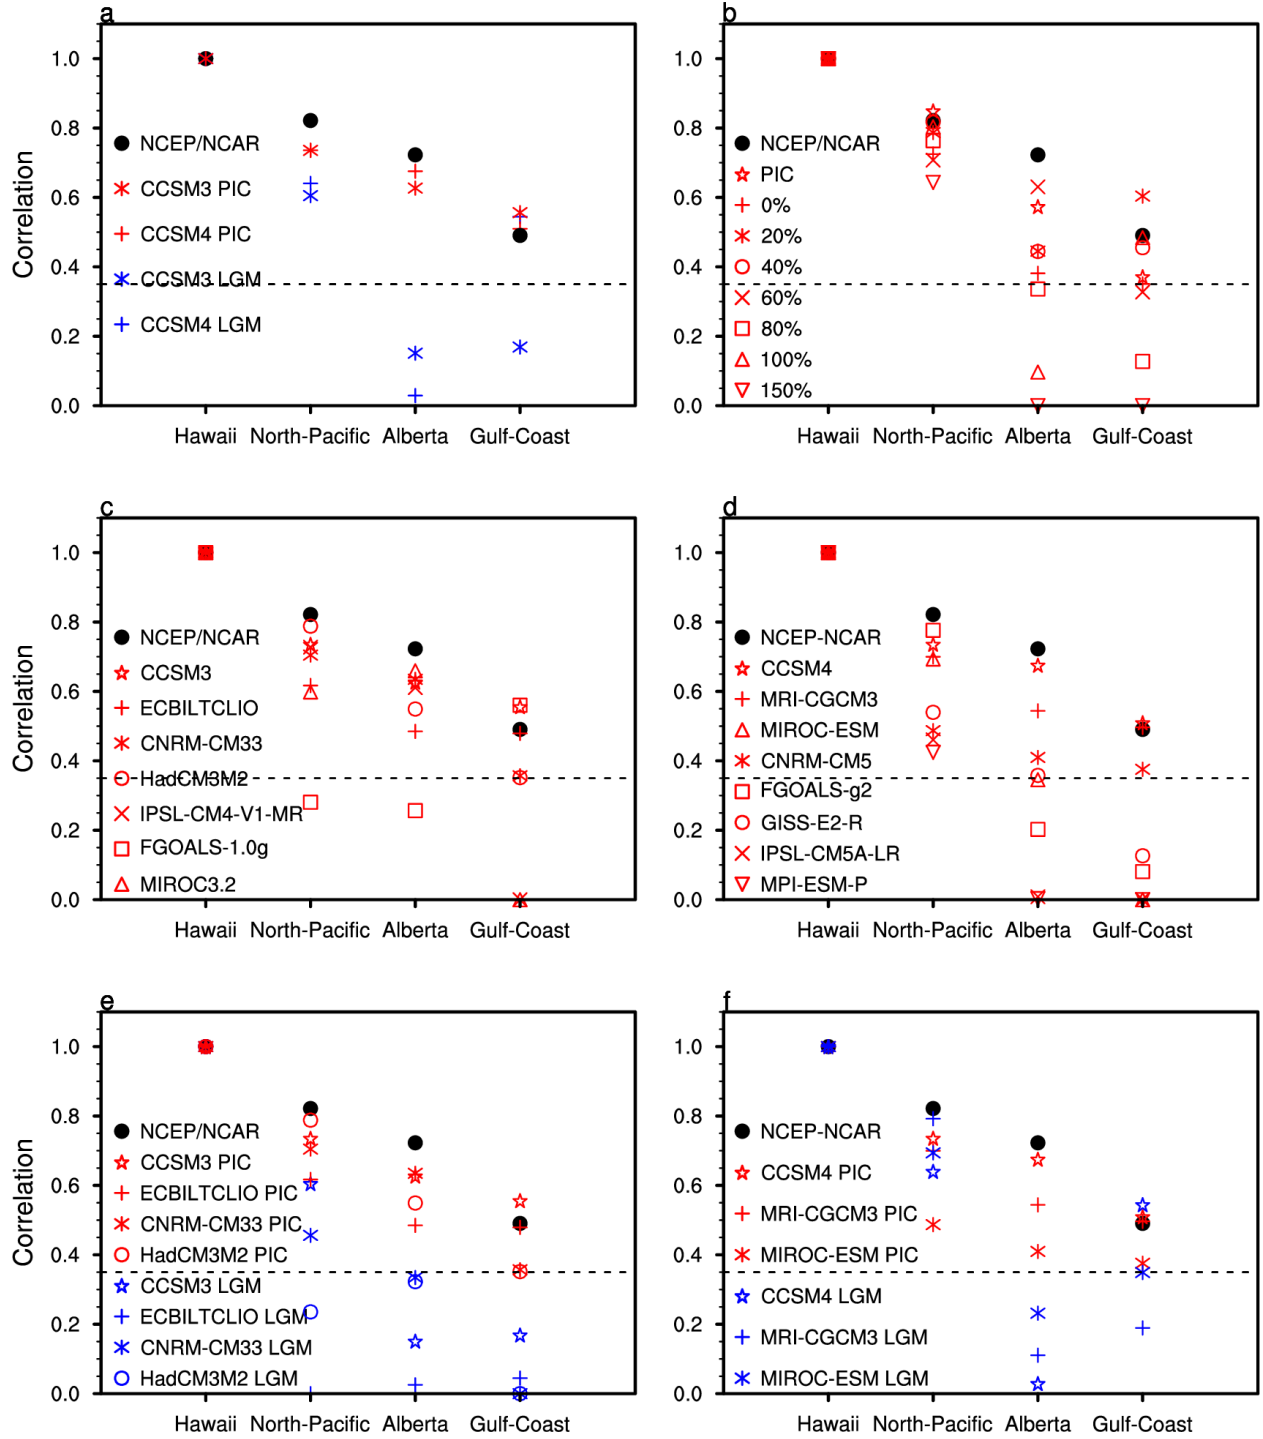 a
Correlation
1.0
0.8
0.6
0.4
0.2
0.0
NCEP/NCAR
CCSM3 PIC
CCSM4 PIC
CCSM3 LGM
CCSM4 LGM
Hawaii North-Pacific Alberta Gulf-Coast
b
1.0
0.8
0.6
0.4
0.2
0.0
NCEP/NCAR
PIC
0%
20%
40%
60%
80%
100%
150%
Hawaii North-Pacific Alberta Gulf-Coast
c
Correlation
1.0
0.8
0.6
0.4
0.2
0.0
NCEP/NCAR
CCSM3
ECBILTCLIO
CNRM-CM33
HadCM3M2
IPSL-CM4-V1-MR
FGOALS-1.0g
MIROC3.2
Hawaii North-Pacific Alberta Gulf-Coast
d
1.0
0.8
0.6
0.4
0.2
0.0
NCEP-NCAR
CCSM4
MRI-CGCM3
MIROC-ESM
CNRM-CM5
FGOALS-g2
GISS-E2-R
IPSL-CM5A-LR
MPI-ESM-P
Hawaii North-Pacific Alberta Gulf-Coast
e
Correlation
1.0
0.8
0.6
0.4
0.2
0.0
NCEP/NCAR
CCSM3 PIC
ECBILTCLIO PIC
CNRM-CM33 PIC
HadCM3M2 PIC
CCSM3 LGM
ECBILTCLIO LGM
CNRM-CM33 LGM
HadCM3M2 LGM
Hawaii North-Pacific Alberta Gulf-Coast
f
1.0
0.8
0.6
0.4
0.2
0.0
NCEP-NCAR
CCSM4 PIC
MRI-CGCM3 PIC
MIROC-ESM PIC
CCSM4 LGM
MRI-CGCM3 LGM
MIROC-ESM LGM
Hawaii North-Pacific Alberta Gulf-Coast